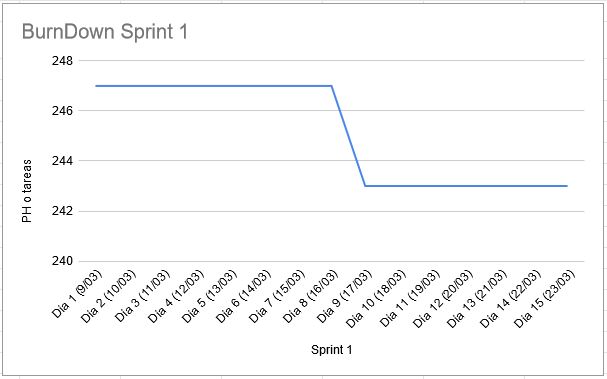 BurnDown Sprint 1
248
246
244
242
240
PH o tareas
Dia 1 (9/03)
Dia 2 (10/03)
Dia 3 (11/03)
Dia 4 (12/03)
Dia 5 (13/03)
Dia 6 (14/03)
Dia 7 (15/03)
Dia 8 (16/03)
Dia 9 (17/03)
Dia 10 (18/03)
Dia 11 (19/03)
Dia 12 (20/03)
Dia 13 (21/03)
Dia 14 (22/03)
Dia 15 (23/03)
Sprint 1